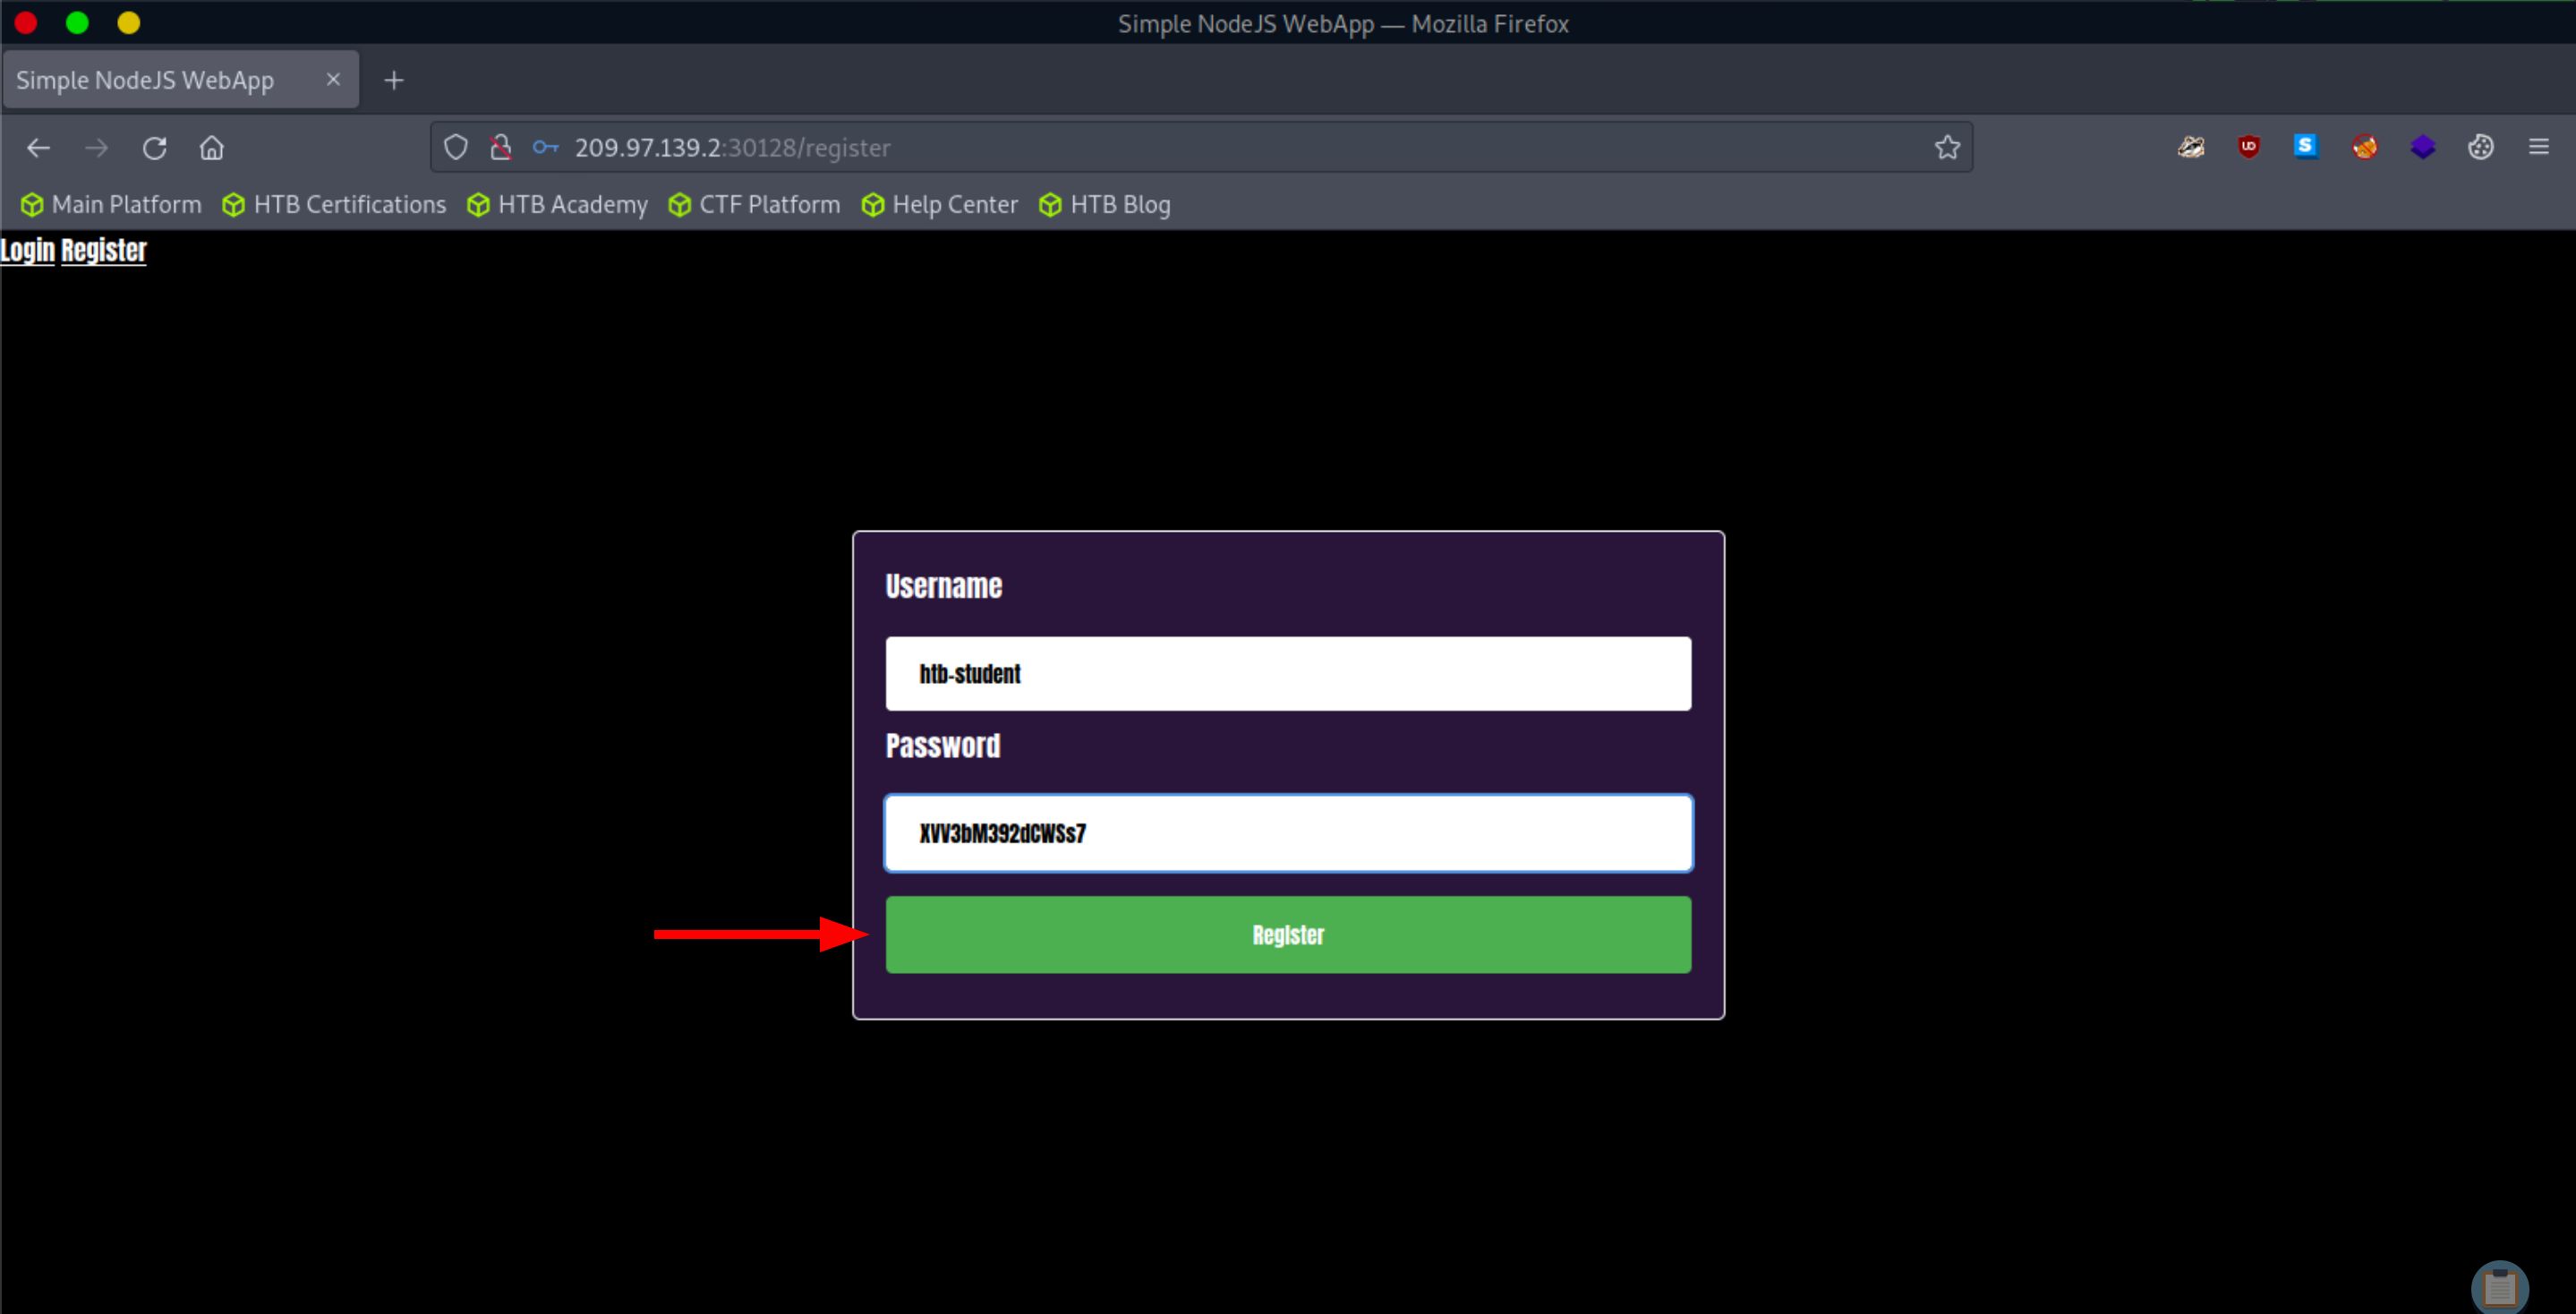 Simple NodeJS WebApp — Mozilla Firefox
Simple NodeJS WebApp
209.97.139.2:30128/register
Main Platform HTB Certifications HTB Academy CTF Platform Help Center HTB Blog
Login Register
Username
htb-student
Password
XVV3bM392dCWSs7
Register